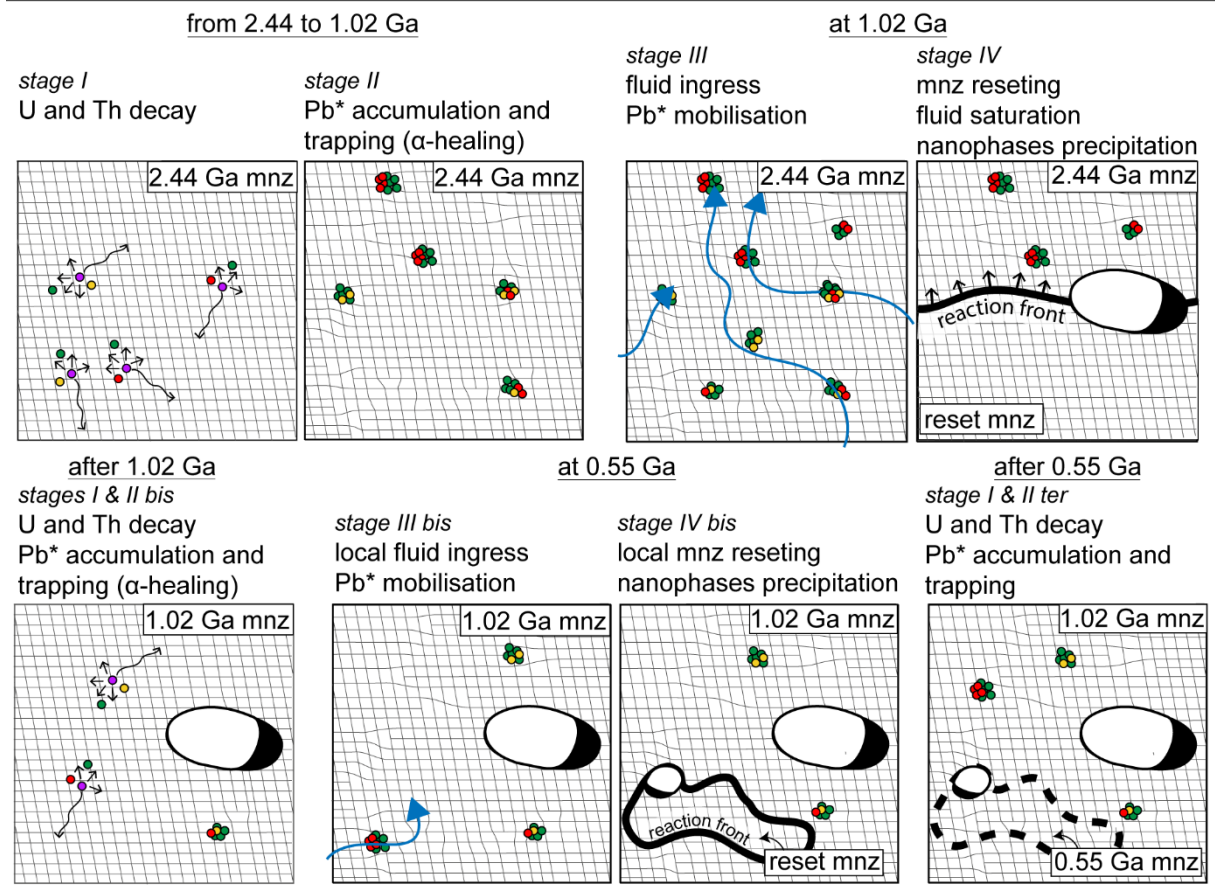 from 2.44 to 1.02 Ga
at 1.02 Ga
stage I
U and Th decay
stage II
Pb* accumulation and
trapping (α-healing)
stage III
fluid ingress
Pb* mobilisation
stage IV
mnz reseting
fluid saturation
nanophases precipitation
2.44 Ga mnz
2.44 Ga mnz
2.44 Ga mnz
2.44 Ga mnz
reaction front
reset mnz
after 1.02 Ga
at 0.55 Ga
after 0.55 Ga
stages I & II bis
U and Th decay
Pb* accumulation and
trapping (α-healing)
stage III bis
local fluid ingress
Pb* mobilisation
stage IV bis
local mnz reseting
nanophases precipitation
stage I & II ter
U and Th decay
Pb* accumulation and
trapping
1.02 Ga mnz
1.02 Ga mnz
1.02 Ga mnz
1.02 Ga mnz
reaction front
reset mnz
0.55 Ga mnz